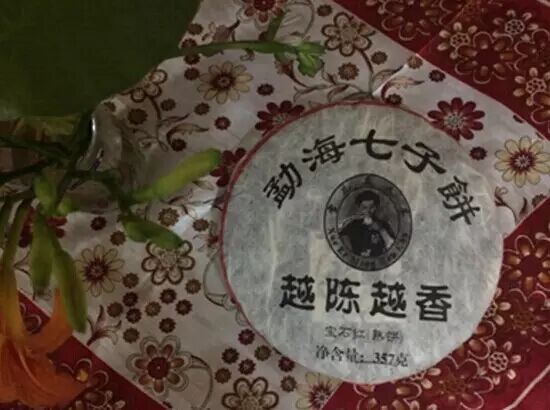 勐海七子餅
越陈越香
宝石红(熟饼)
净含量:357克